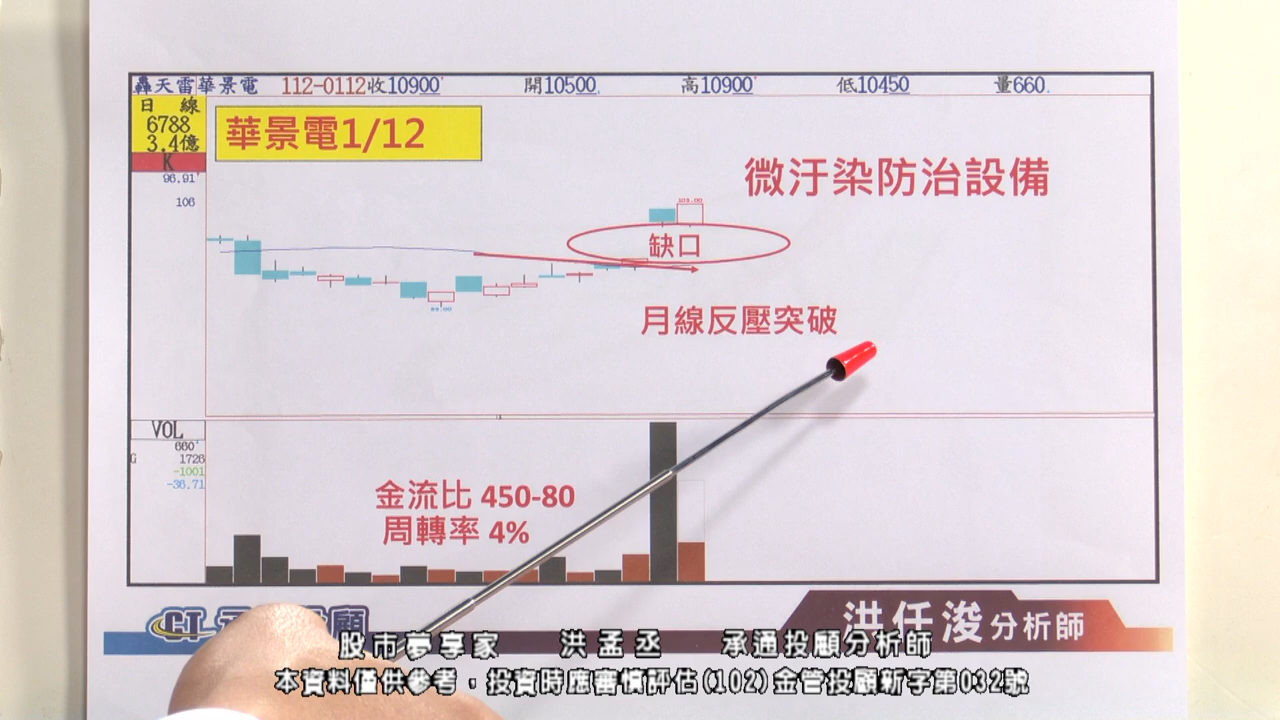 轟天雷華景電 112-0112收10900 開10500 高10900 低10450 量660
日 線
6788
3.4億
K
華景電1/12
微汙染防治設備
96.91
106
109.00
缺口
月線反壓突破
VOL
660
G 1726
-1001
-36.71
金流比 450-80
周轉率 4%
洪任浚分析師
股市夢享家 洪孟丞 承通投顧分析師
本資料僅供參考,投資時應審慎評估(102)金管投顧新字第032號